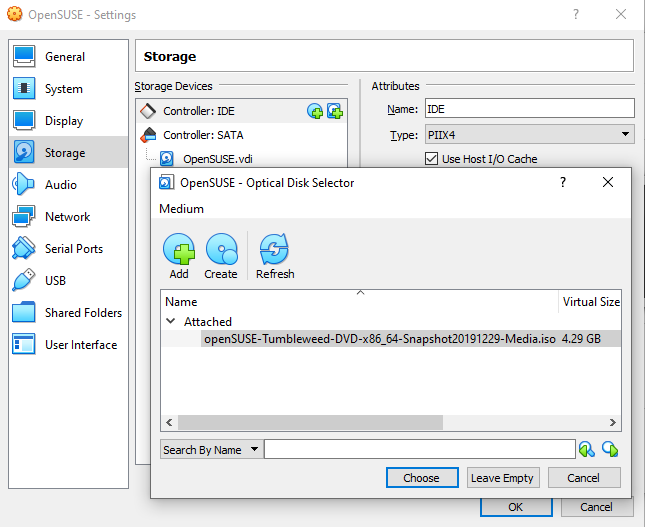 OpenSUSE - Settings
?
General
System
Display
Storage
Audio
Network
Serial Ports
USB
Shared Folders
User Interface
Storage
Storage Devices
Controller: IDE
Controller: SATA
OpenSUSE.vdi
Attributes
Name: IDE
Type: PIIX4
Use Host I/O Cache
OpenSUSE - Optical Disk Selector
?
Medium
Add Create Refresh
Name Virtual Size
Attached
openSUSE-Tumbleweed-DVD-x86_64-Snapshot20191229-Media.iso 4.29 GB
Search By Name
Choose Leave Empty Cancel
OK Cancel